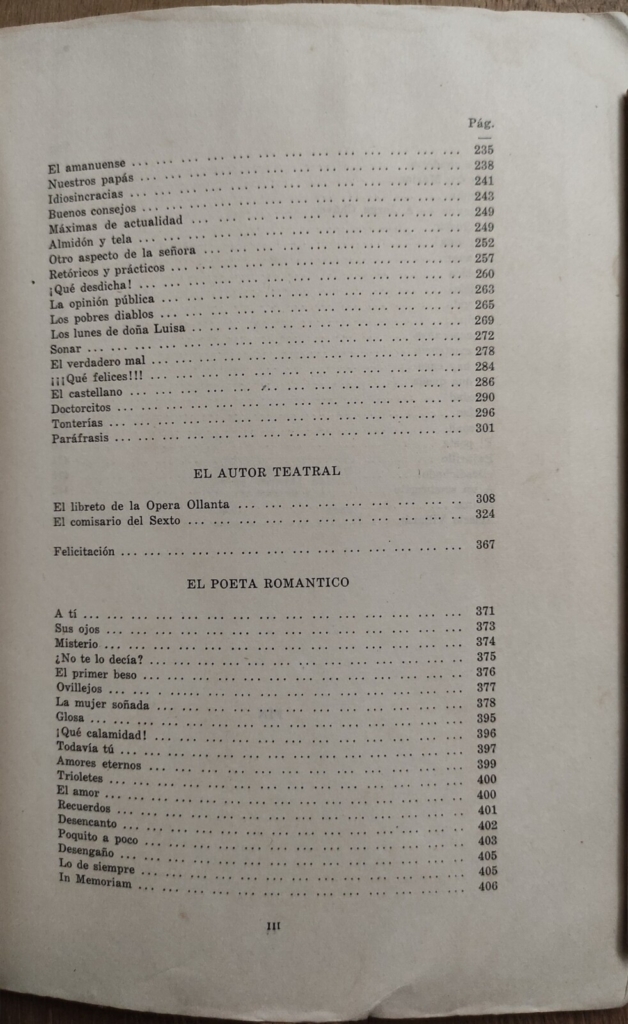 Pág.
El amanuense ... ... ... ... ... ... ... ... ... ... ... ... 235
Nuestros papás ... ... ... ... ... ... ... ... ... ... ... ... 238
Idiosincracias ... ... ... ... ... ... ... ... ... ... ... ... 241
Buenos consejos ... ... ... ... ... ... ... ... ... ... ... ... 243
Máximas de actualidad ... ... ... ... ... ... ... ... ... ... 249
Almidón y tela ... ... ... ... ... ... ... ... ... ... ... ... 249
Otro aspecto de la señora ... ... ... ... ... ... ... ... ... 252
Retóricos y prácticos ... ... ... ... ... ... ... ... ... ... 257
¡Qué desdicha! ... ... ... ... ... ... ... ... ... ... ... ... 260
La opinión pública ... ... ... ... ... ... ... ... ... ... ... 263
Los pobres diablos ... ... ... ... ... ... ... ... ... ... ... 265
Los lunes de doña Luisa ... ... ... ... ... ... ... ... ... ... 269
Sonar ... ... ... ... ... ... ... ... ... ... ... ... ... ... 272
El verdadero mal ... ... ... ... ... ... ... ... ... ... ... ... 278
¡¡¡Qué felices!!! ... ... ... ... ... ... ... ... ... ... ... ... 284
El castellano ... ... ... ... ... ... ... ... ... ... ... ... 286
Doctorcitos ... ... ... ... ... ... ... ... ... ... ... ... ... 290
Tonterías ... ... ... ... ... ... ... ... ... ... ... ... ... 296
Paráfrasis ... ... ... ... ... ... ... ... ... ... ... ... ... 301
EL AUTOR TEATRAL
El libreto de la Opera Ollanta ... ... ... ... ... ... ... ... 308
El comisario del Sexto ... ... ... ... ... ... ... ... ... ... 324
Felicitación ... ... ... ... ... ... ... ... ... ... ... ... ... 367
EL POETA ROMANTICO
A tí ... ... ... ... ... ... ... ... ... ... ... ... ... ... 371
Sus ojos ... ... ... ... ... ... ... ... ... ... ... ... ... 373
Misterio ... ... ... ... ... ... ... ... ... ... ... ... ... 374
¿No te lo decía? ... ... ... ... ... ... ... ... ... ... ... ... 375
El primer beso ... ... ... ... ... ... ... ... ... ... ... ... 376
Ovillejos ... ... ... ... ... ... ... ... ... ... ... ... ... 377
La mujer soñada ... ... ... ... ... ... ... ... ... ... ... ... 378
Glosa ... ... ... ... ... ... ... ... ... ... ... ... ... ... 395
¡Qué calamidad! ... ... ... ... ... ... ... ... ... ... ... ... 396
Todavía tú ... ... ... ... ... ... ... ... ... ... ... ... ... 397
Amores eternos ... ... ... ... ... ... ... ... ... ... ... ... 399
Trioletes ... ... ... ... ... ... ... ... ... ... ... ... ... 400
El amor ... ... ... ... ... ... ... ... ... ... ... ... ... 400
Recuerdos ... ... ... ... ... ... ... ... ... ... ... ... ... 401
Desencanto ... ... ... ... ... ... ... ... ... ... ... ... ... 402
Poquito a poco ... ... ... ... ... ... ... ... ... ... ... ... 403
Desengaño ... ... ... ... ... ... ... ... ... ... ... ... ... 405
Lo de siempre ... ... ... ... ... ... ... ... ... ... ... ... 405
In Memoriam ... ... ... ... ... ... ... ... ... ... ... ... 406
III